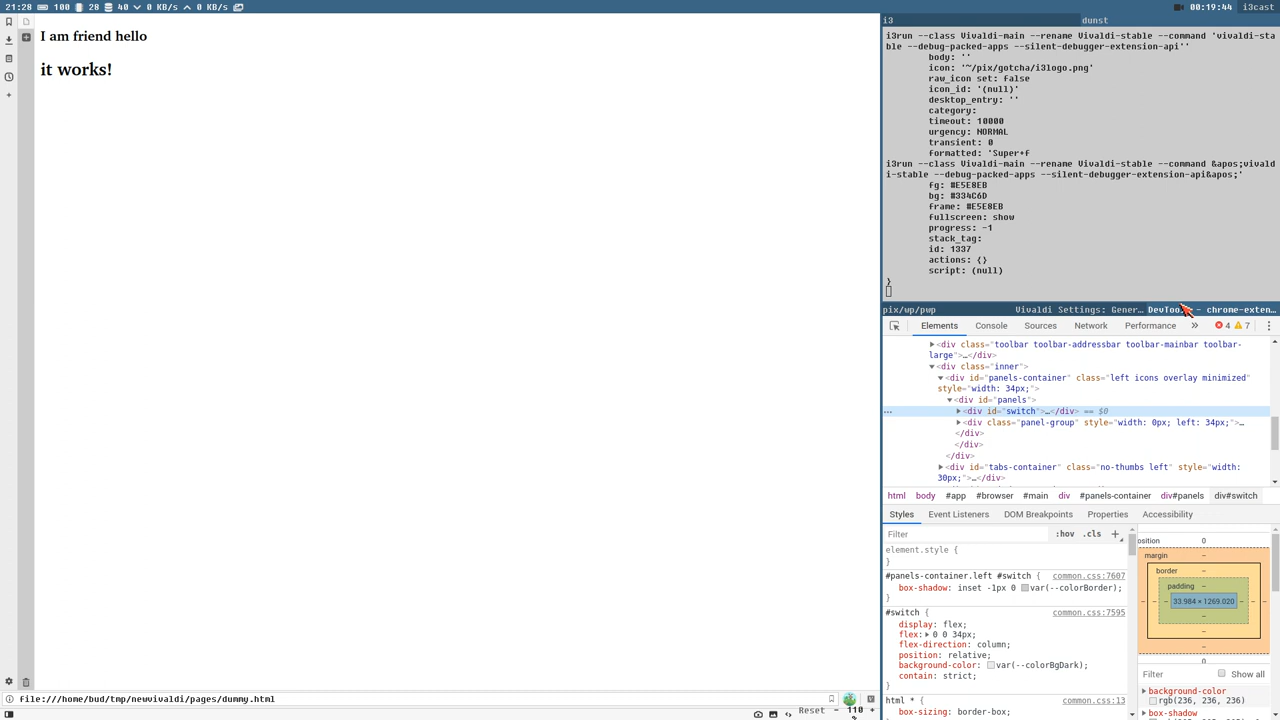 21:28 100 28 40 0 KB/s 0 KB/s
00:19:44 i3cast
I am friend hello
it works!
i3 dunst
i3run --class Vivaldi-main --rename Vivaldi-stable --command 'vivaldi-sta
ble --debug-packed-apps --silent-debugger-extension-api''
body: ''
icon: '~/pix/gotcha/i3logo.png'
raw_icon set: false
icon_id: '(null)'
desktop_entry: ''
category:
timeout: 10000
urgency: NORMAL
transient: 0
formatted: 'Super+f
i3run --class Vivaldi-main --rename Vivaldi-stable --command &apos;vivald
i-stable --debug-packed-apps --silent-debugger-extension-api&apos;'
fg: #E5E8EB
bg: #334C6D
frame: #E5E8EB
fullscreen: show
progress: -1
stack_tag:
id: 1337
actions: {}
script: (null)
}
pix/wp/pwp Vivaldi Settings: Gener… DevToo - chrome-exten…
Elements Console Sources Network Performance » 4 7
<div class="toolbar toolbar-addressbar toolbar-mainbar toolbar-
large">…</div>
<div class="inner">
<div id="panels-container" class="left icons overlay minimized"
style="width: 34px;">
<div id="panels">
… <div id="switch">…</div> == $0
<div class="panel-group" style="width: 0px; left: 34px;">…
</div>
</div>
</div>
<div id="tabs-container" class="no-thumbs left" style="width:
30px;">…</div>
html body #app #browser #main div #panels-container div#panels div#switch
Styles Event Listeners DOM Breakpoints Properties Accessibility
Filter :hov .cls +
element.style {
}
#panels-container.left #switch { common.css:7607
box-shadow: inset -1px 0 var(--colorBorder);
}
#switch { common.css:7595
display: flex;
flex: 0 0 34px;
flex-direction: column;
position: relative;
background-color: var(--colorBgDark);
contain: strict;
}
html * { common.css:13
box-sizing: border-box;
osition 0
margin –
border –
padding –
– – – 33.984 × 1269.020 – – –
–
–
–
0
Filter Show all
background-color
rgb(236, 236, 236)
box-shadow
file:///home/bud/tmp/newvivaldi/pages/dummy.html
Reset − 110 +